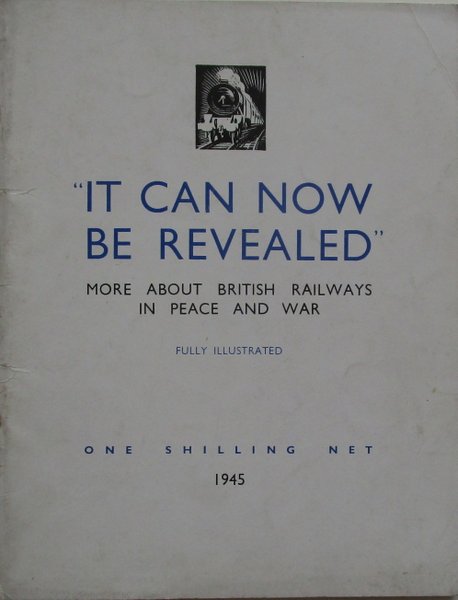 "IT CAN NOW
BE REVEALED"
MORE ABOUT BRITISH RAILWAYS
IN PEACE AND WAR
FULLY ILLUSTRATED
ONE SHILLING NET
1945